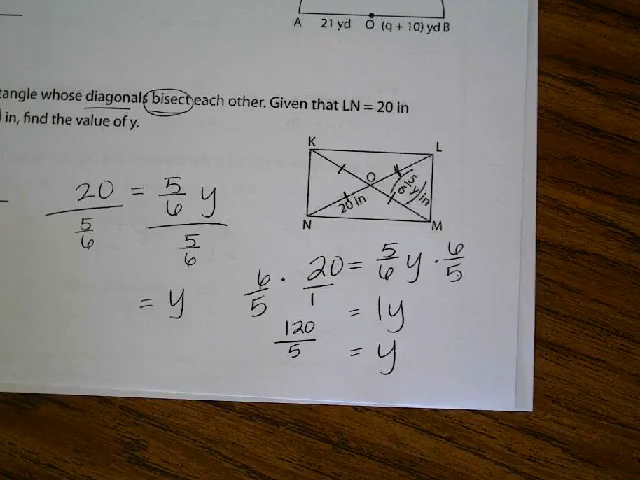 A 21 yd O (q + 10) yd B
tangle whose diagonals bisect each other. Given that LN = 20 in
in, find the value of y.
K L
O
20 in (5/6 y) in
N M
20 = 5/6 y
5/6 5/6
= y
6/5 · 20/1 = 5/6 y · 6/5
= 1y
120/5 = y